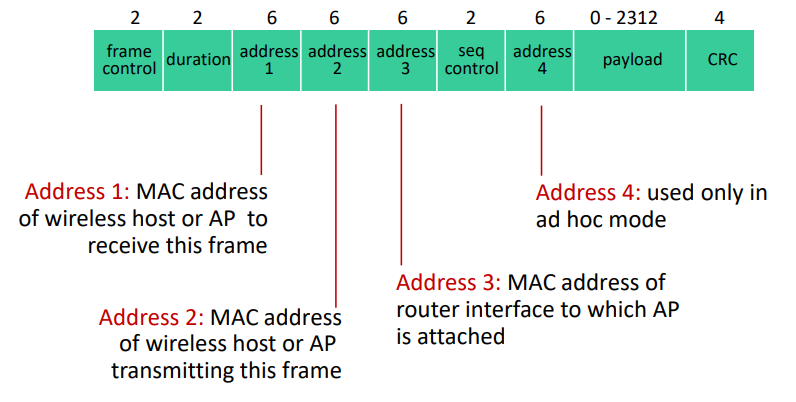 2 2 6 6 6 2 6 0 - 2312 4
frame control duration address 1 address 2 address 3 seq control address 4 payload CRC
Address 1: MAC address
of wireless host or AP to
receive this frame
Address 2: MAC address
of wireless host or AP
transmitting this frame
Address 3: MAC address of
router interface to which AP
is attached
Address 4: used only in
ad hoc mode